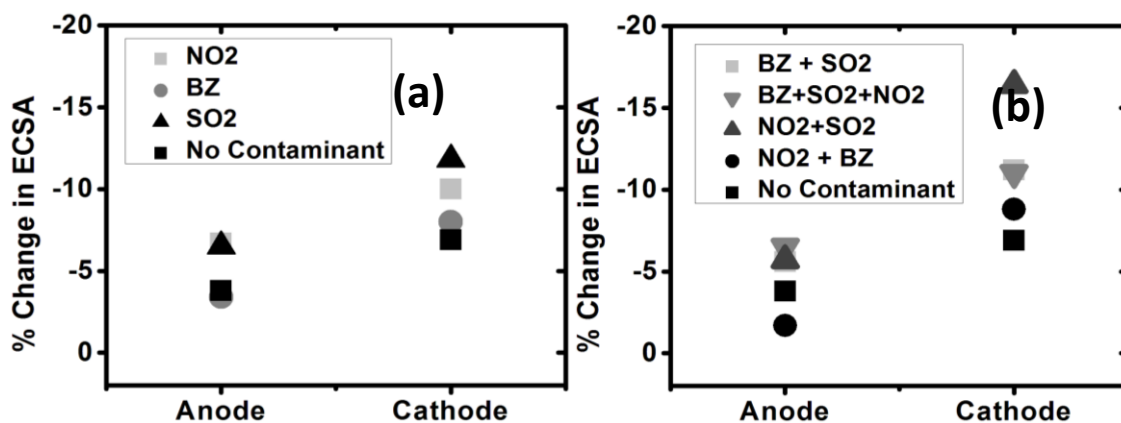 % Change in ECSA
-20
-15
-10
-5
0
NO2
BZ
SO2
No Contaminant
(a)
Anode
Cathode
% Change in ECSA
-20
-15
-10
-5
0
BZ + SO2
BZ+SO2+NO2
NO2+SO2
NO2 + BZ
No Contaminant
(b)
Anode
Cathode